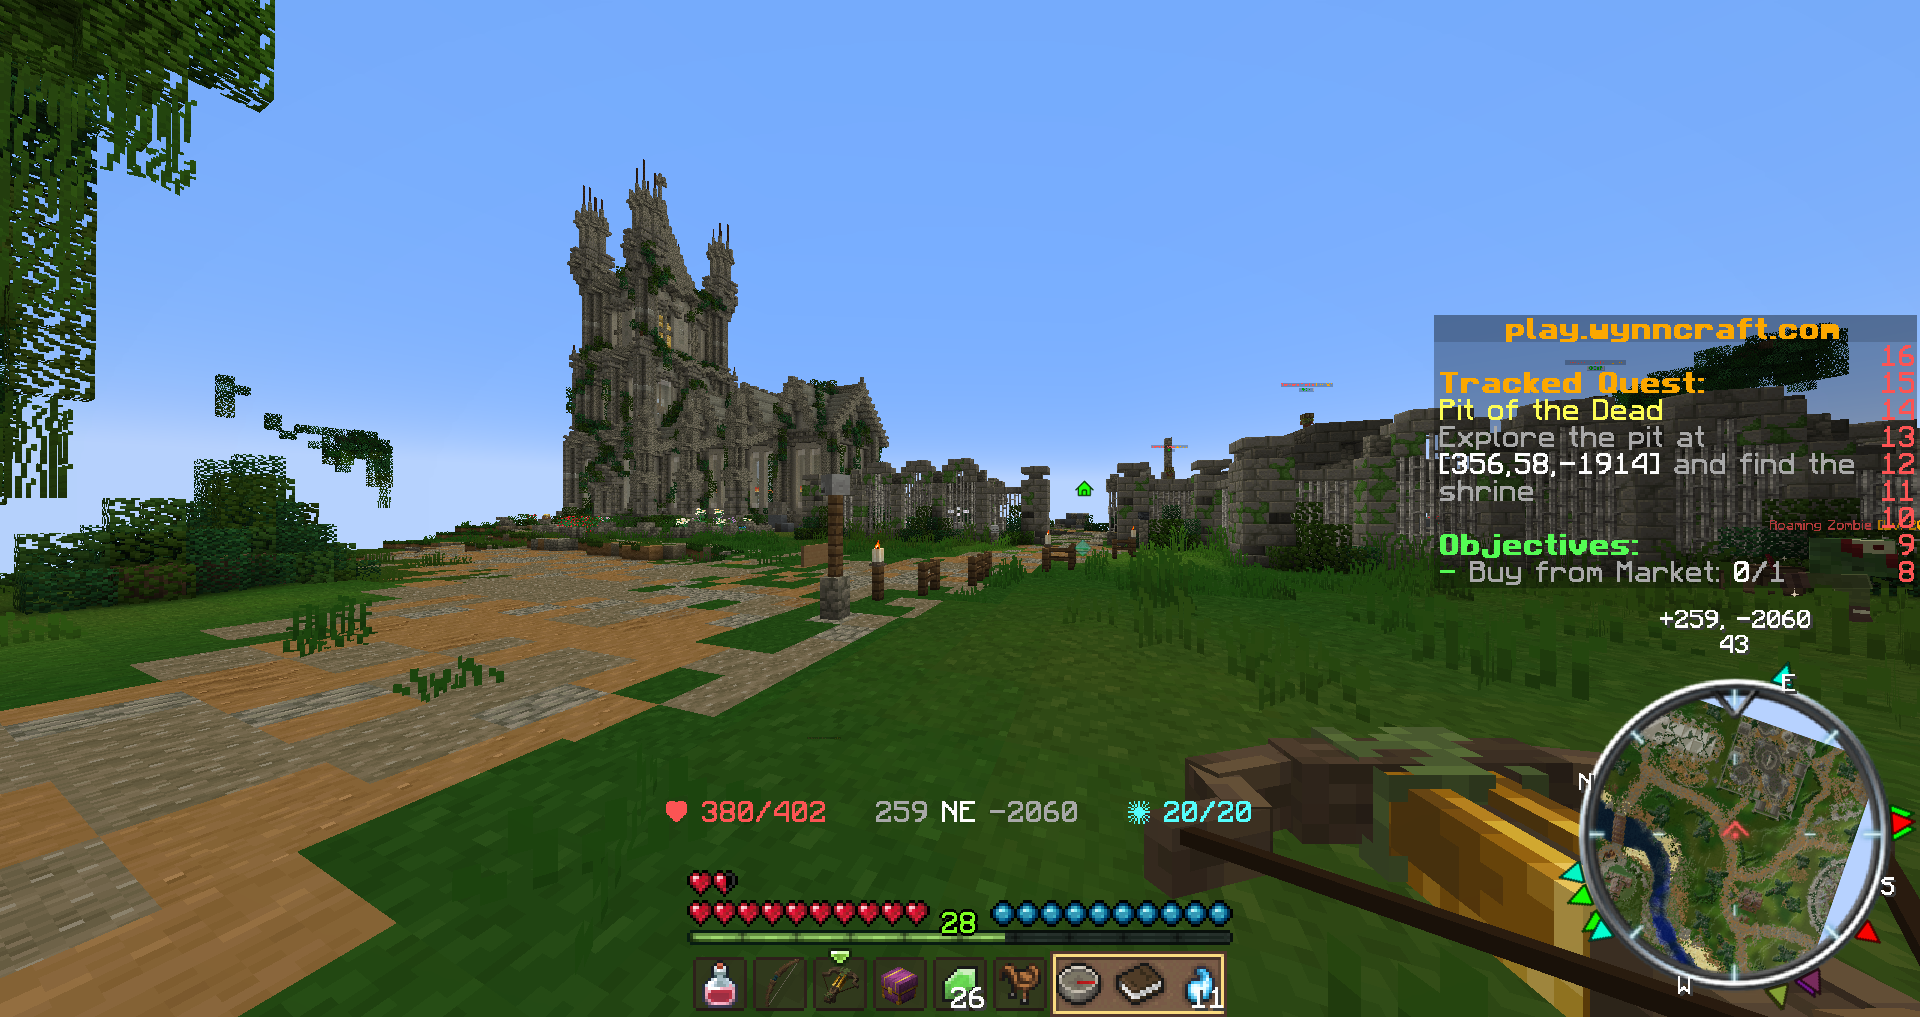 play.wynncraft.com
16
Tracked Quest:
15
Pit of the Dead
14
Explore the pit at
13
[356,58,-1914] and find the
12
shrine
11
10
Roaming Zombie
Objectives:
9
- Buy from Market: 0/1
8
+259, -2060
43
E
N
S
W
380/402
259 NE -2060
20/20
28
26
11